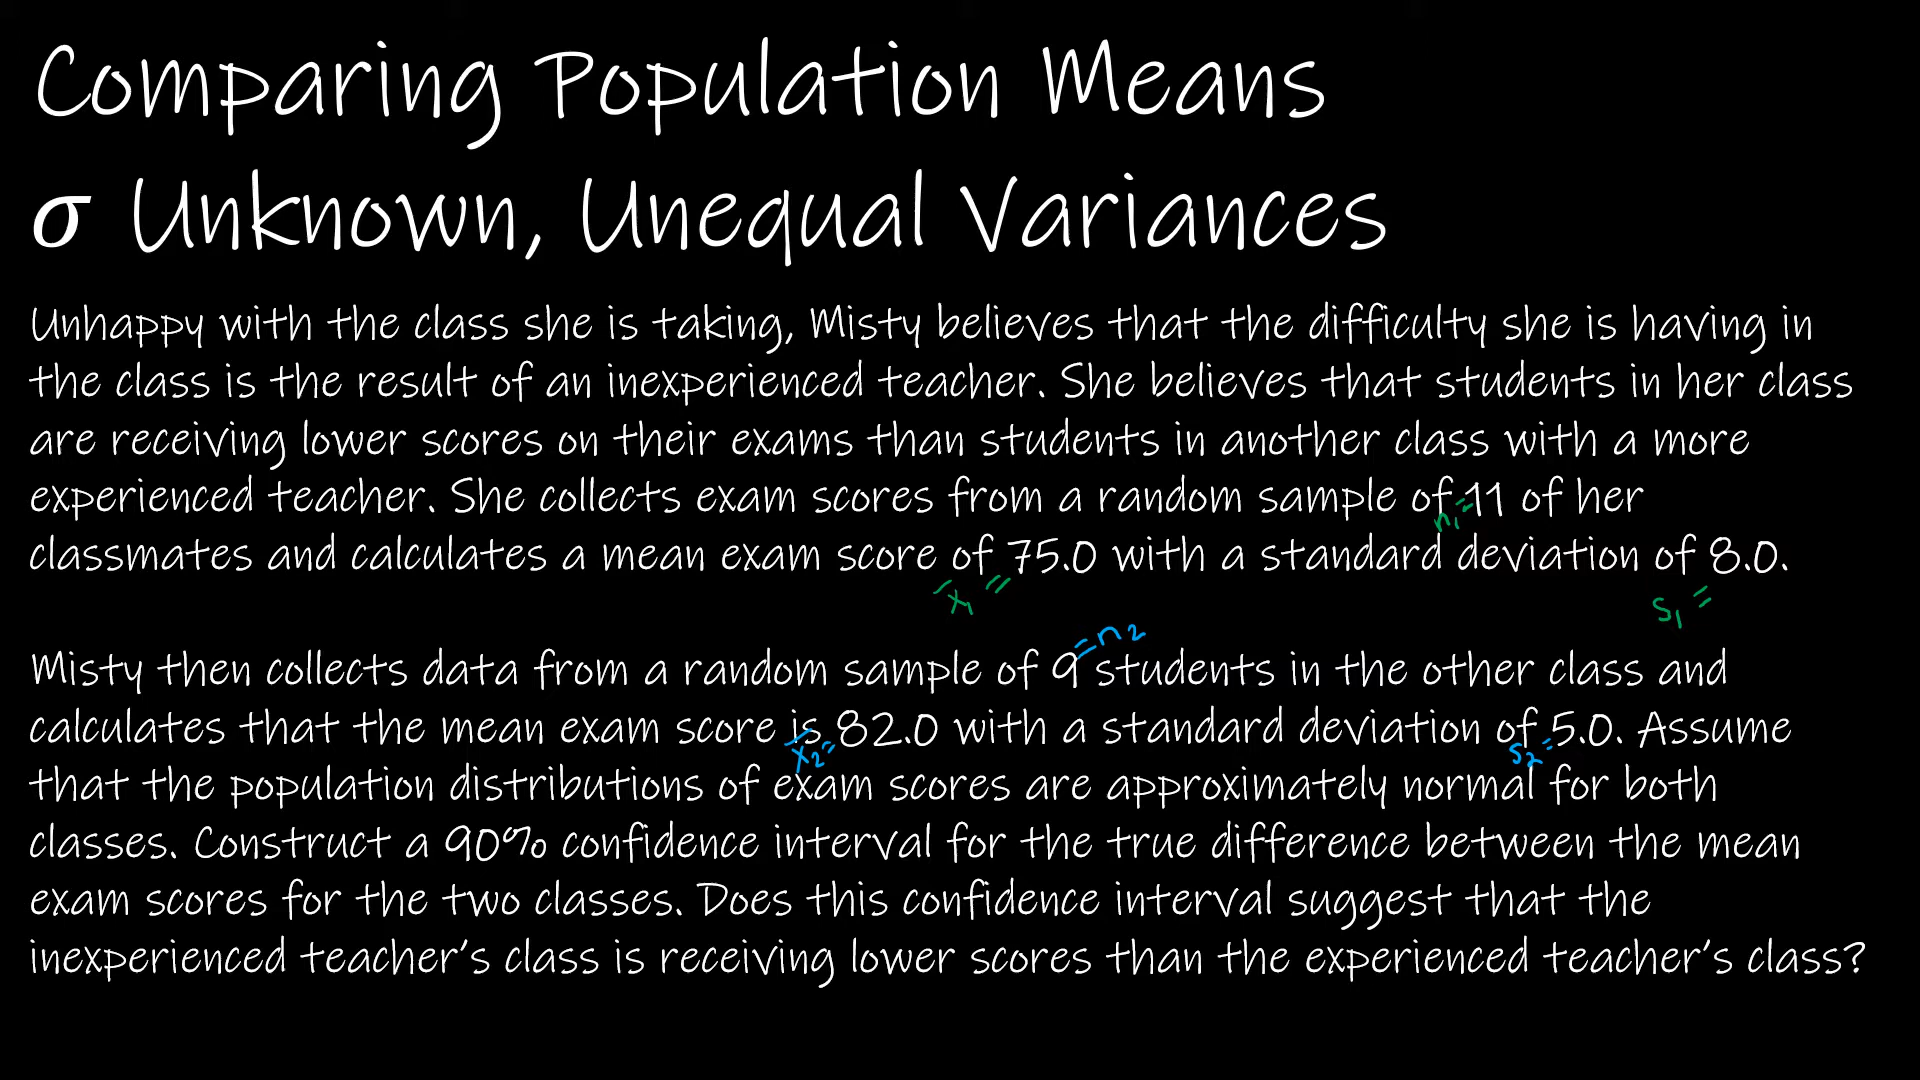 Comparing Population Means
σ Unknown, Unequal Variances
Unhappy with the class she is taking, Misty believes that the difficulty she is having in
the class is the result of an inexperienced teacher. She believes that students in her class
are receiving lower scores on their exams than students in another class with a more
experienced teacher. She collects exam scores from a random sample of 11 of her
n₁ =
classmates and calculates a mean exam score of 75.0 with a standard deviation of 8.0.
x̄₁ =
s₁ =
= n₂
Misty then collects data from a random sample of 9 students in the other class and
calculates that the mean exam score is 82.0 with a standard deviation of 5.0. Assume
x̄₂ =
s₂ =
that the population distributions of exam scores are approximately normal for both
classes. Construct a 90% confidence interval for the true difference between the mean
exam scores for the two classes. Does this confidence interval suggest that the
inexperienced teacher's class is receiving lower scores than the experienced teacher's class?